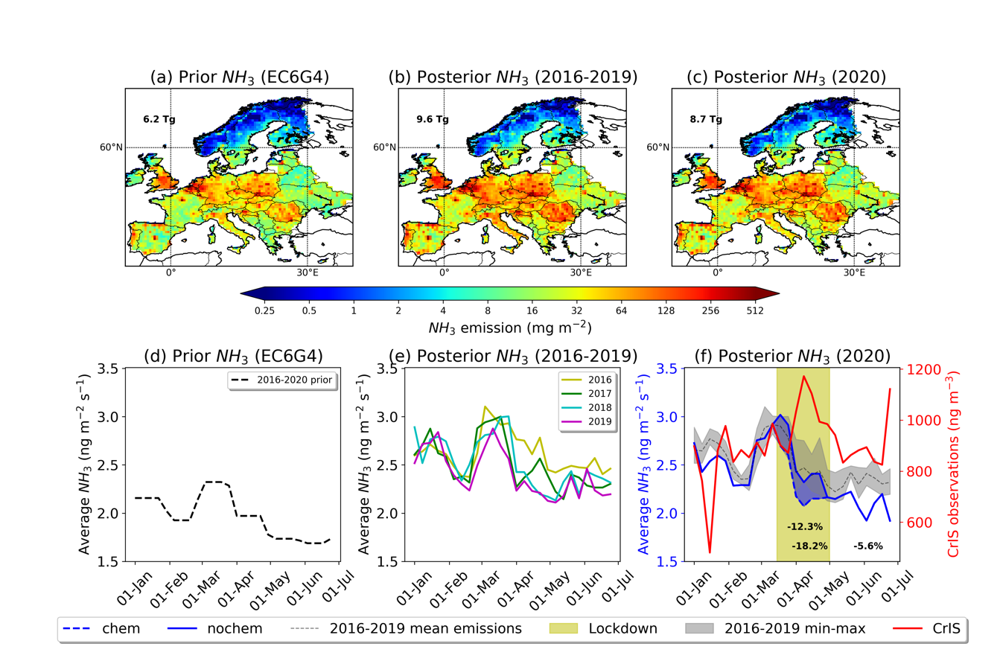 (a) Prior NH3 (EC6G4)
(b) Posterior NH3 (2016-2019)
(c) Posterior NH3 (2020)
6.2 Tg
9.6 Tg
8.7 Tg
60°N
60°N
60°N
0°
30°E
0°
30°E
0°
30°E
0.25 0.5 1 2 4 8 16 32 64 128 256 512
NH3 emission (mg m−2)
(d) Prior NH3 (EC6G4)
(e) Posterior NH3 (2016-2019)
(f) Posterior NH3 (2020)
Average NH3 (ng m−2 s−1)
3.5
3.0
2.5
2.0
1.5
2016-2020 prior
01-Jan 01-Feb 01-Mar 01-Apr 01-May 01-Jun 01-Jul
Average NH3 (ng m−2 s−1)
3.5
3.0
2.5
2.0
1.5
2016
2017
2018
2019
01-Jan 01-Feb 01-Mar 01-Apr 01-May 01-Jun 01-Jul
Average NH3 (ng m−2 s−1)
3.5
3.0
2.5
2.0
1.5
-12.3%
-18.2%
-5.6%
1200
1000
800
600
CrIS observations (ng m−3)
01-Jan 01-Feb 01-Mar 01-Apr 01-May 01-Jun 01-Jul
chem nochem 2016-2019 mean emissions Lockdown 2016-2019 min-max CrIS